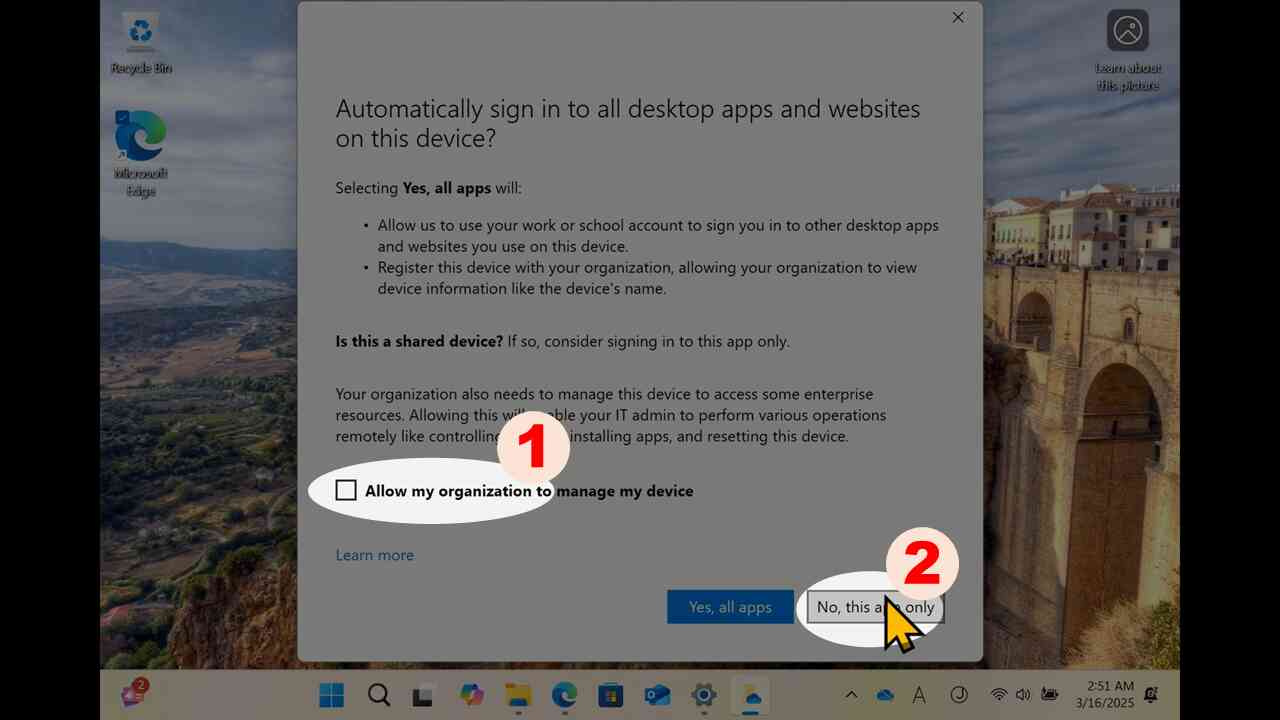 Recycle Bin
Microsoft
Edge
Learn about
this picture
Automatically sign in to all desktop apps and websites
on this device?
Selecting Yes, all apps will:
• Allow us to use your work or school account to sign you in to other desktop apps
and websites you use on this device.
• Register this device with your organization, allowing your organization to view
device information like the device's name.
Is this a shared device? If so, consider signing in to this app only.
Your organization also needs to manage this device to access some enterprise
resources. Allowing this will enable your IT admin to perform various operations
remotely like controlling installing apps, and resetting this device.
1
Allow my organization to manage my device
Learn more
2
Yes, all apps
No, this app only
2
A
2:51 AM
3/16/2025